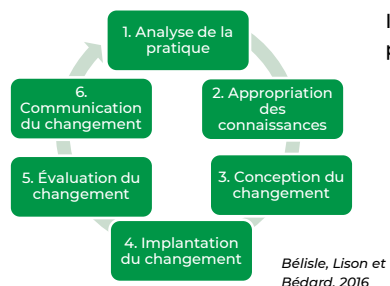 1. Analyse de la
pratique
2. Appropriation
des
connaissances
3. Conception du
changement
4. Implantation
du changement
5. Évaluation du
changement
6.
Communication
du changement
Bélisle, Lison et
Bédard, 2016